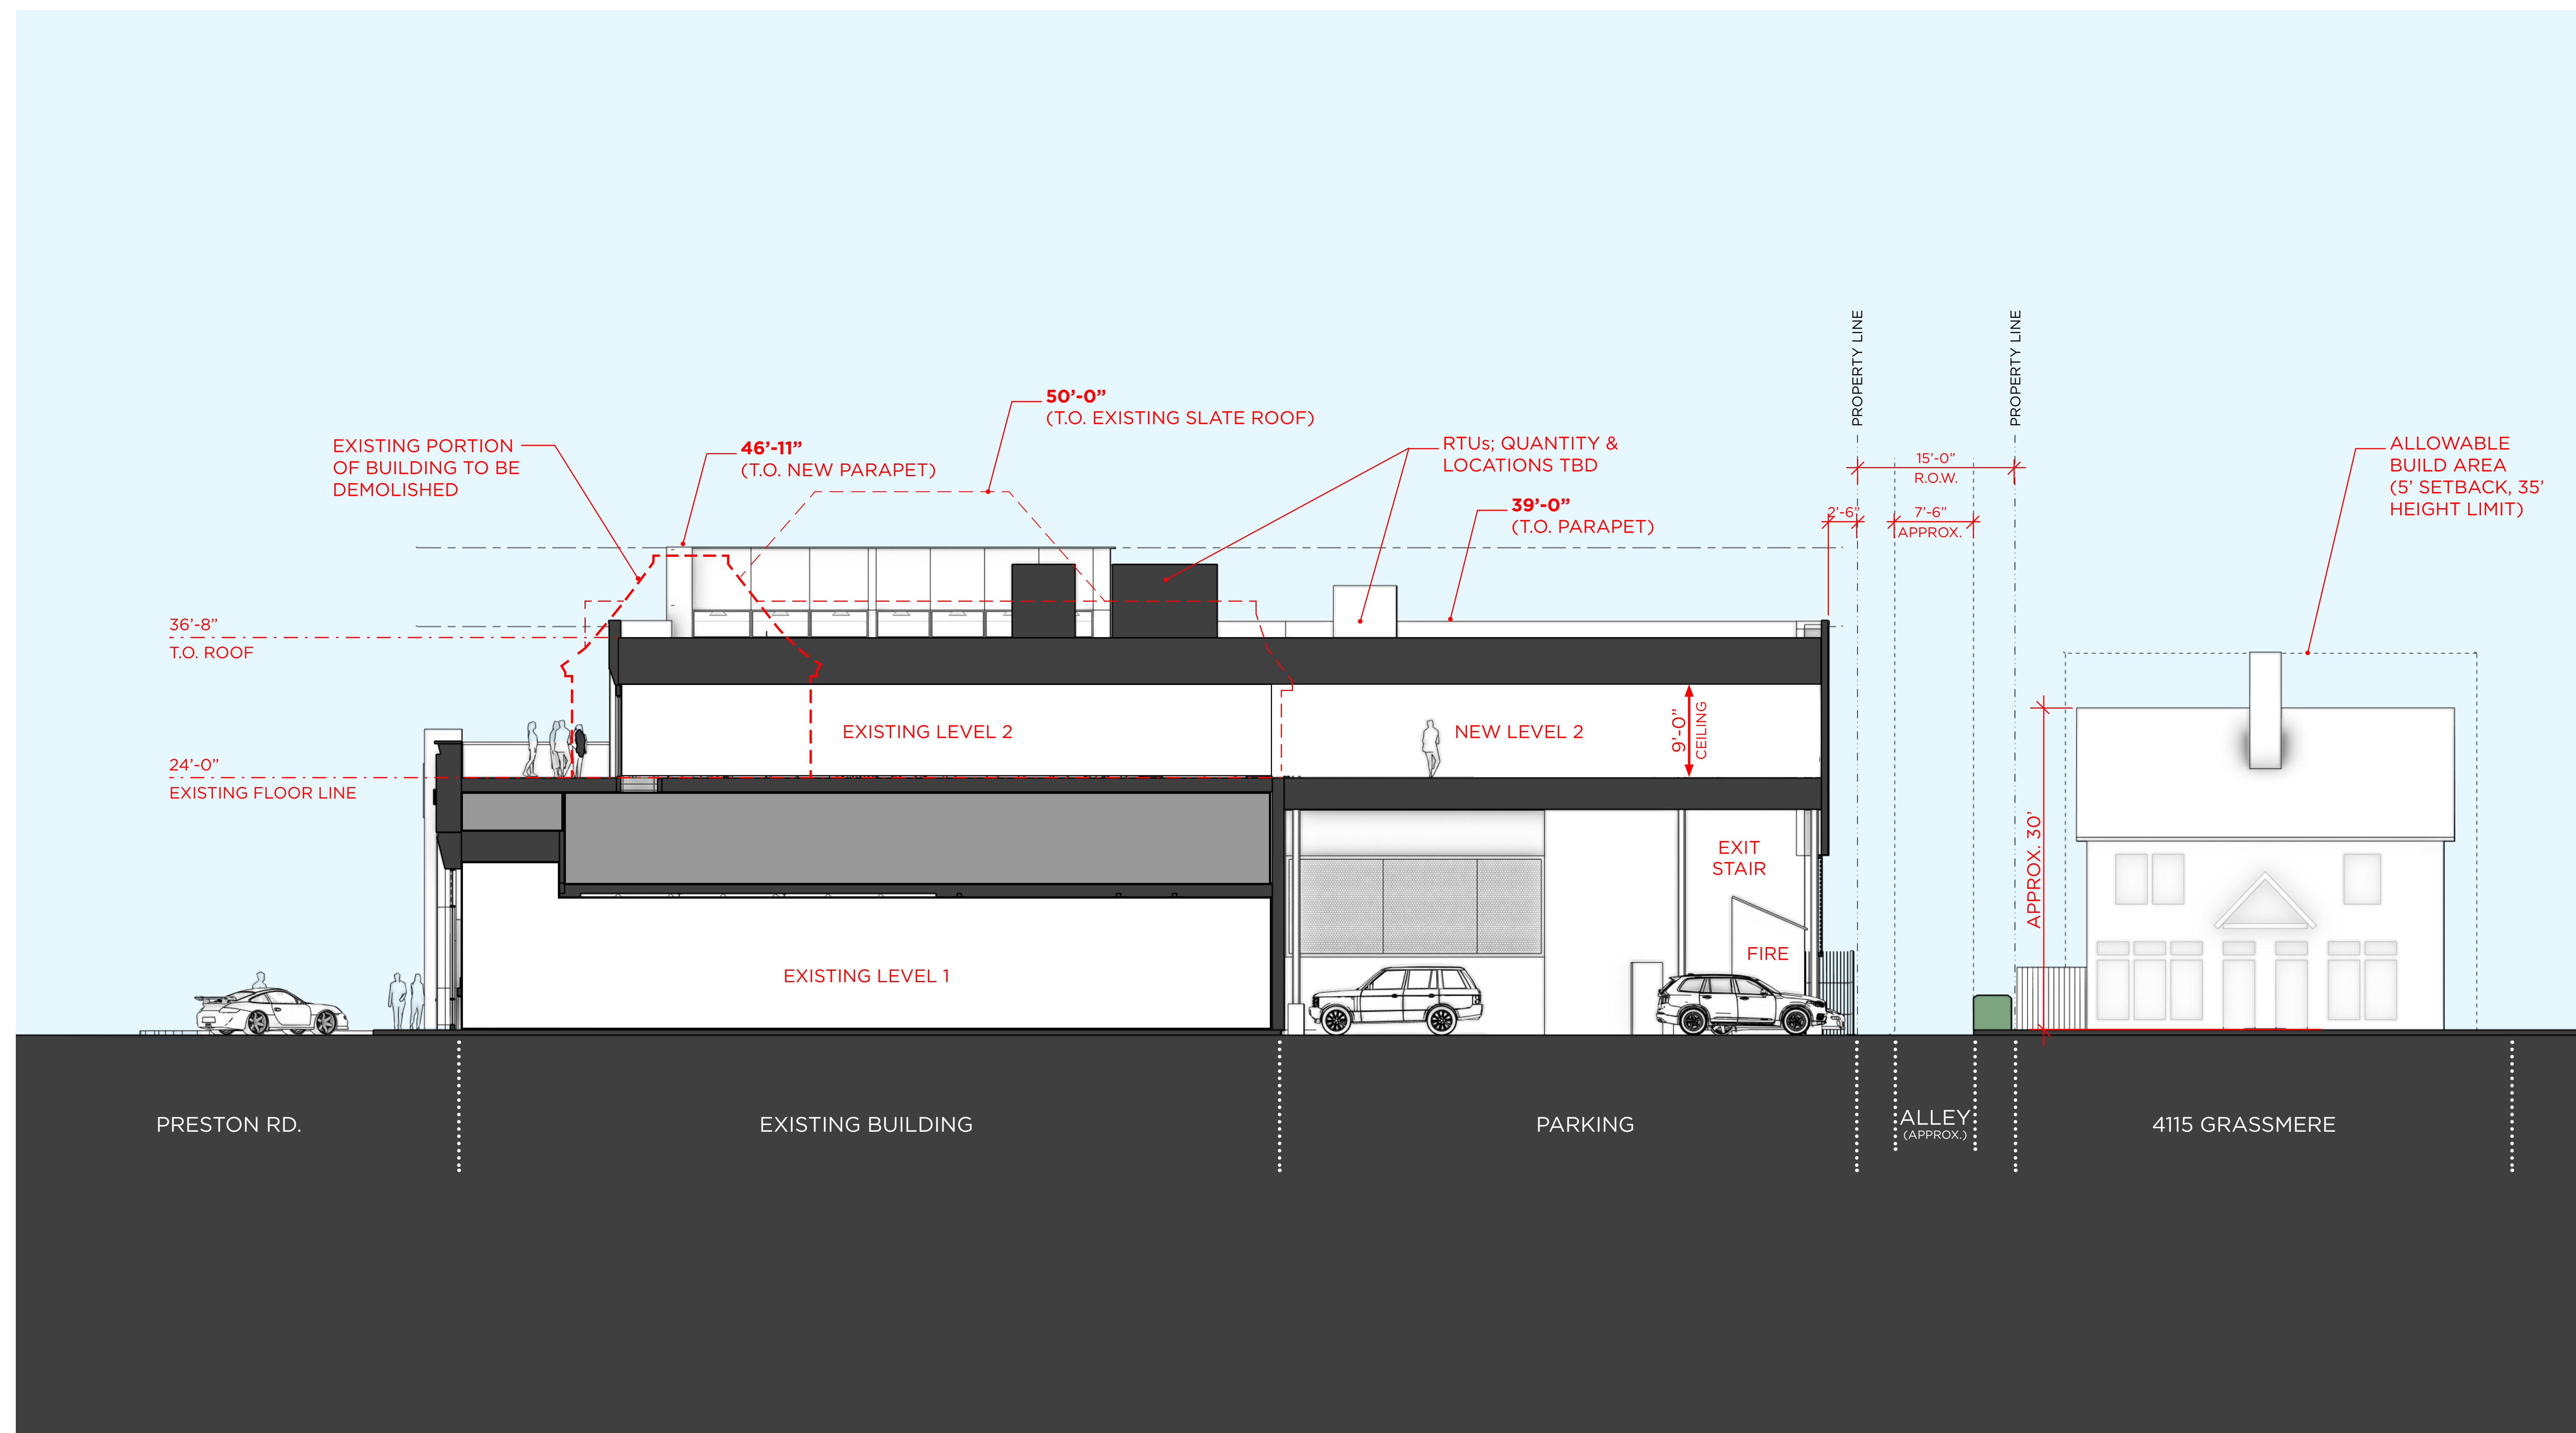 PROPERTY LINE
PROPERTY LINE
50’-0”
(T.O. EXISTING SLATE ROOF)
EXISTING PORTION
OF BUILDING TO BE
DEMOLISHED
46’-11”
(T.O. NEW PARAPET)
RTUs; QUANTITY &
LOCATIONS TBD
39’-0”
(T.O. PARAPET)
15’-0”
R.O.W.
2’-6”
7’-6”
APPROX.
ALLOWABLE
BUILD AREA
(5’ SETBACK, 35’
HEIGHT LIMIT)
36’-8”
T.O. ROOF
24’-0”
EXISTING FLOOR LINE
EXISTING LEVEL 2
NEW LEVEL 2
9’-0”
CEILING
EXIT
STAIR
FIRE
APPROX. 30’
EXISTING LEVEL 1
PRESTON RD.
EXISTING BUILDING
PARKING
ALLEY
(APPROX.)
4115 GRASSMERE